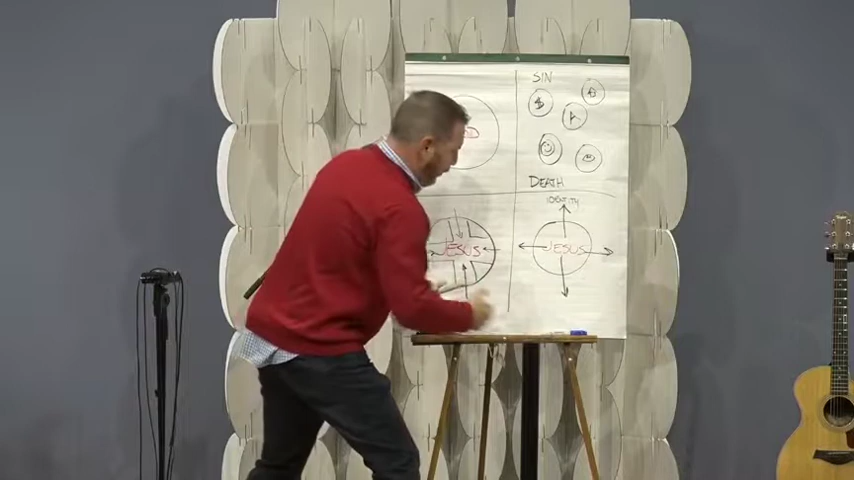 SIN
$
A
DEATH
IDENTITY
JESUS
JESUS